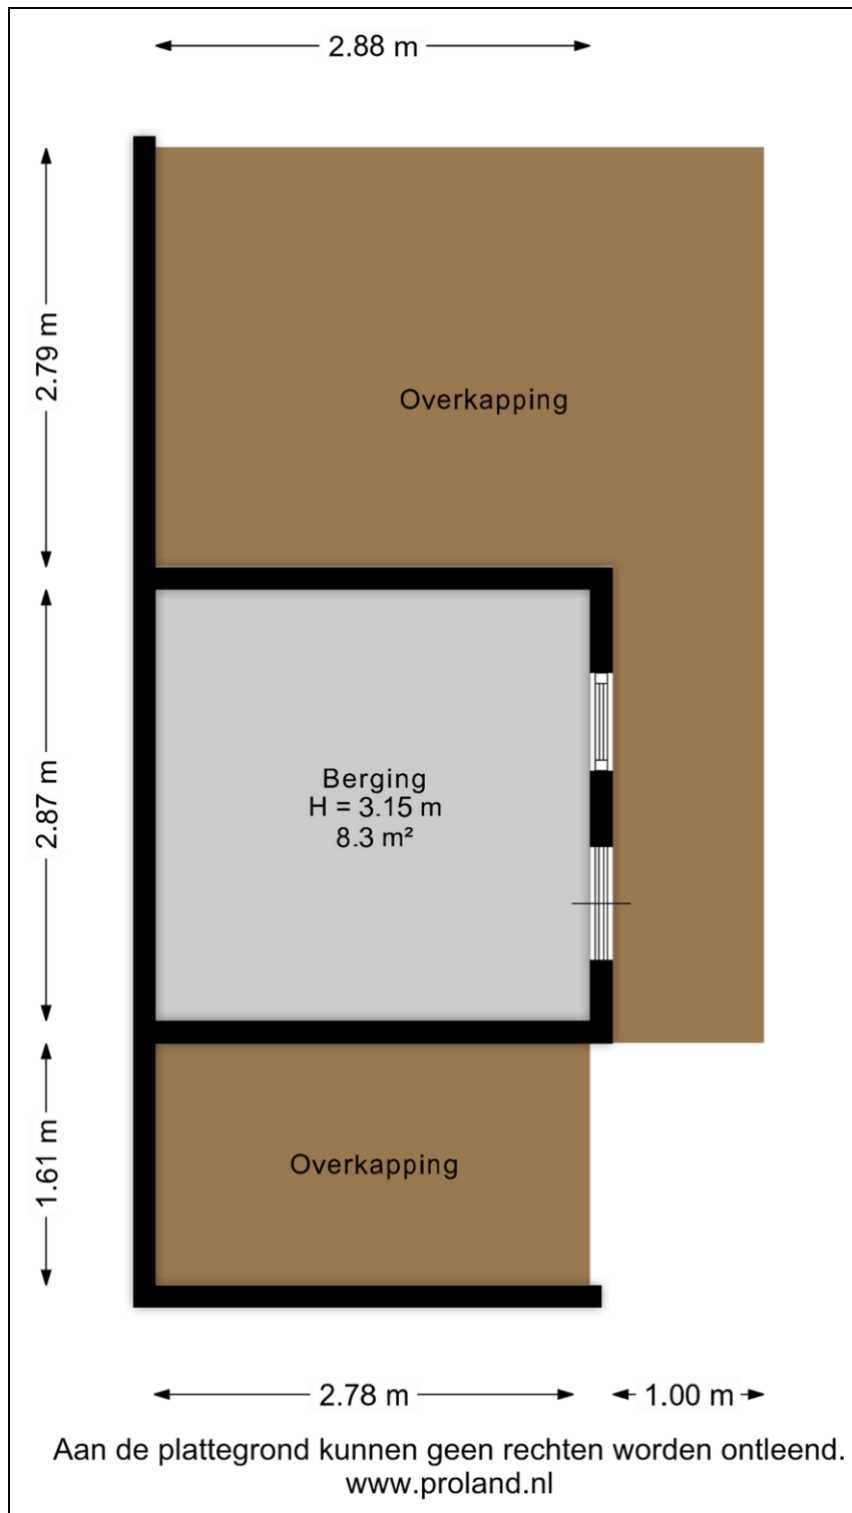 2.88 m
2.79 m
Overkapping
2.87 m
Berging
H = 3.15 m
8.3 m²
1.61 m
Overkapping
2.78 m
1.00 m
Aan de plattegrond kunnen geen rechten worden ontleend.
www.proland.nl